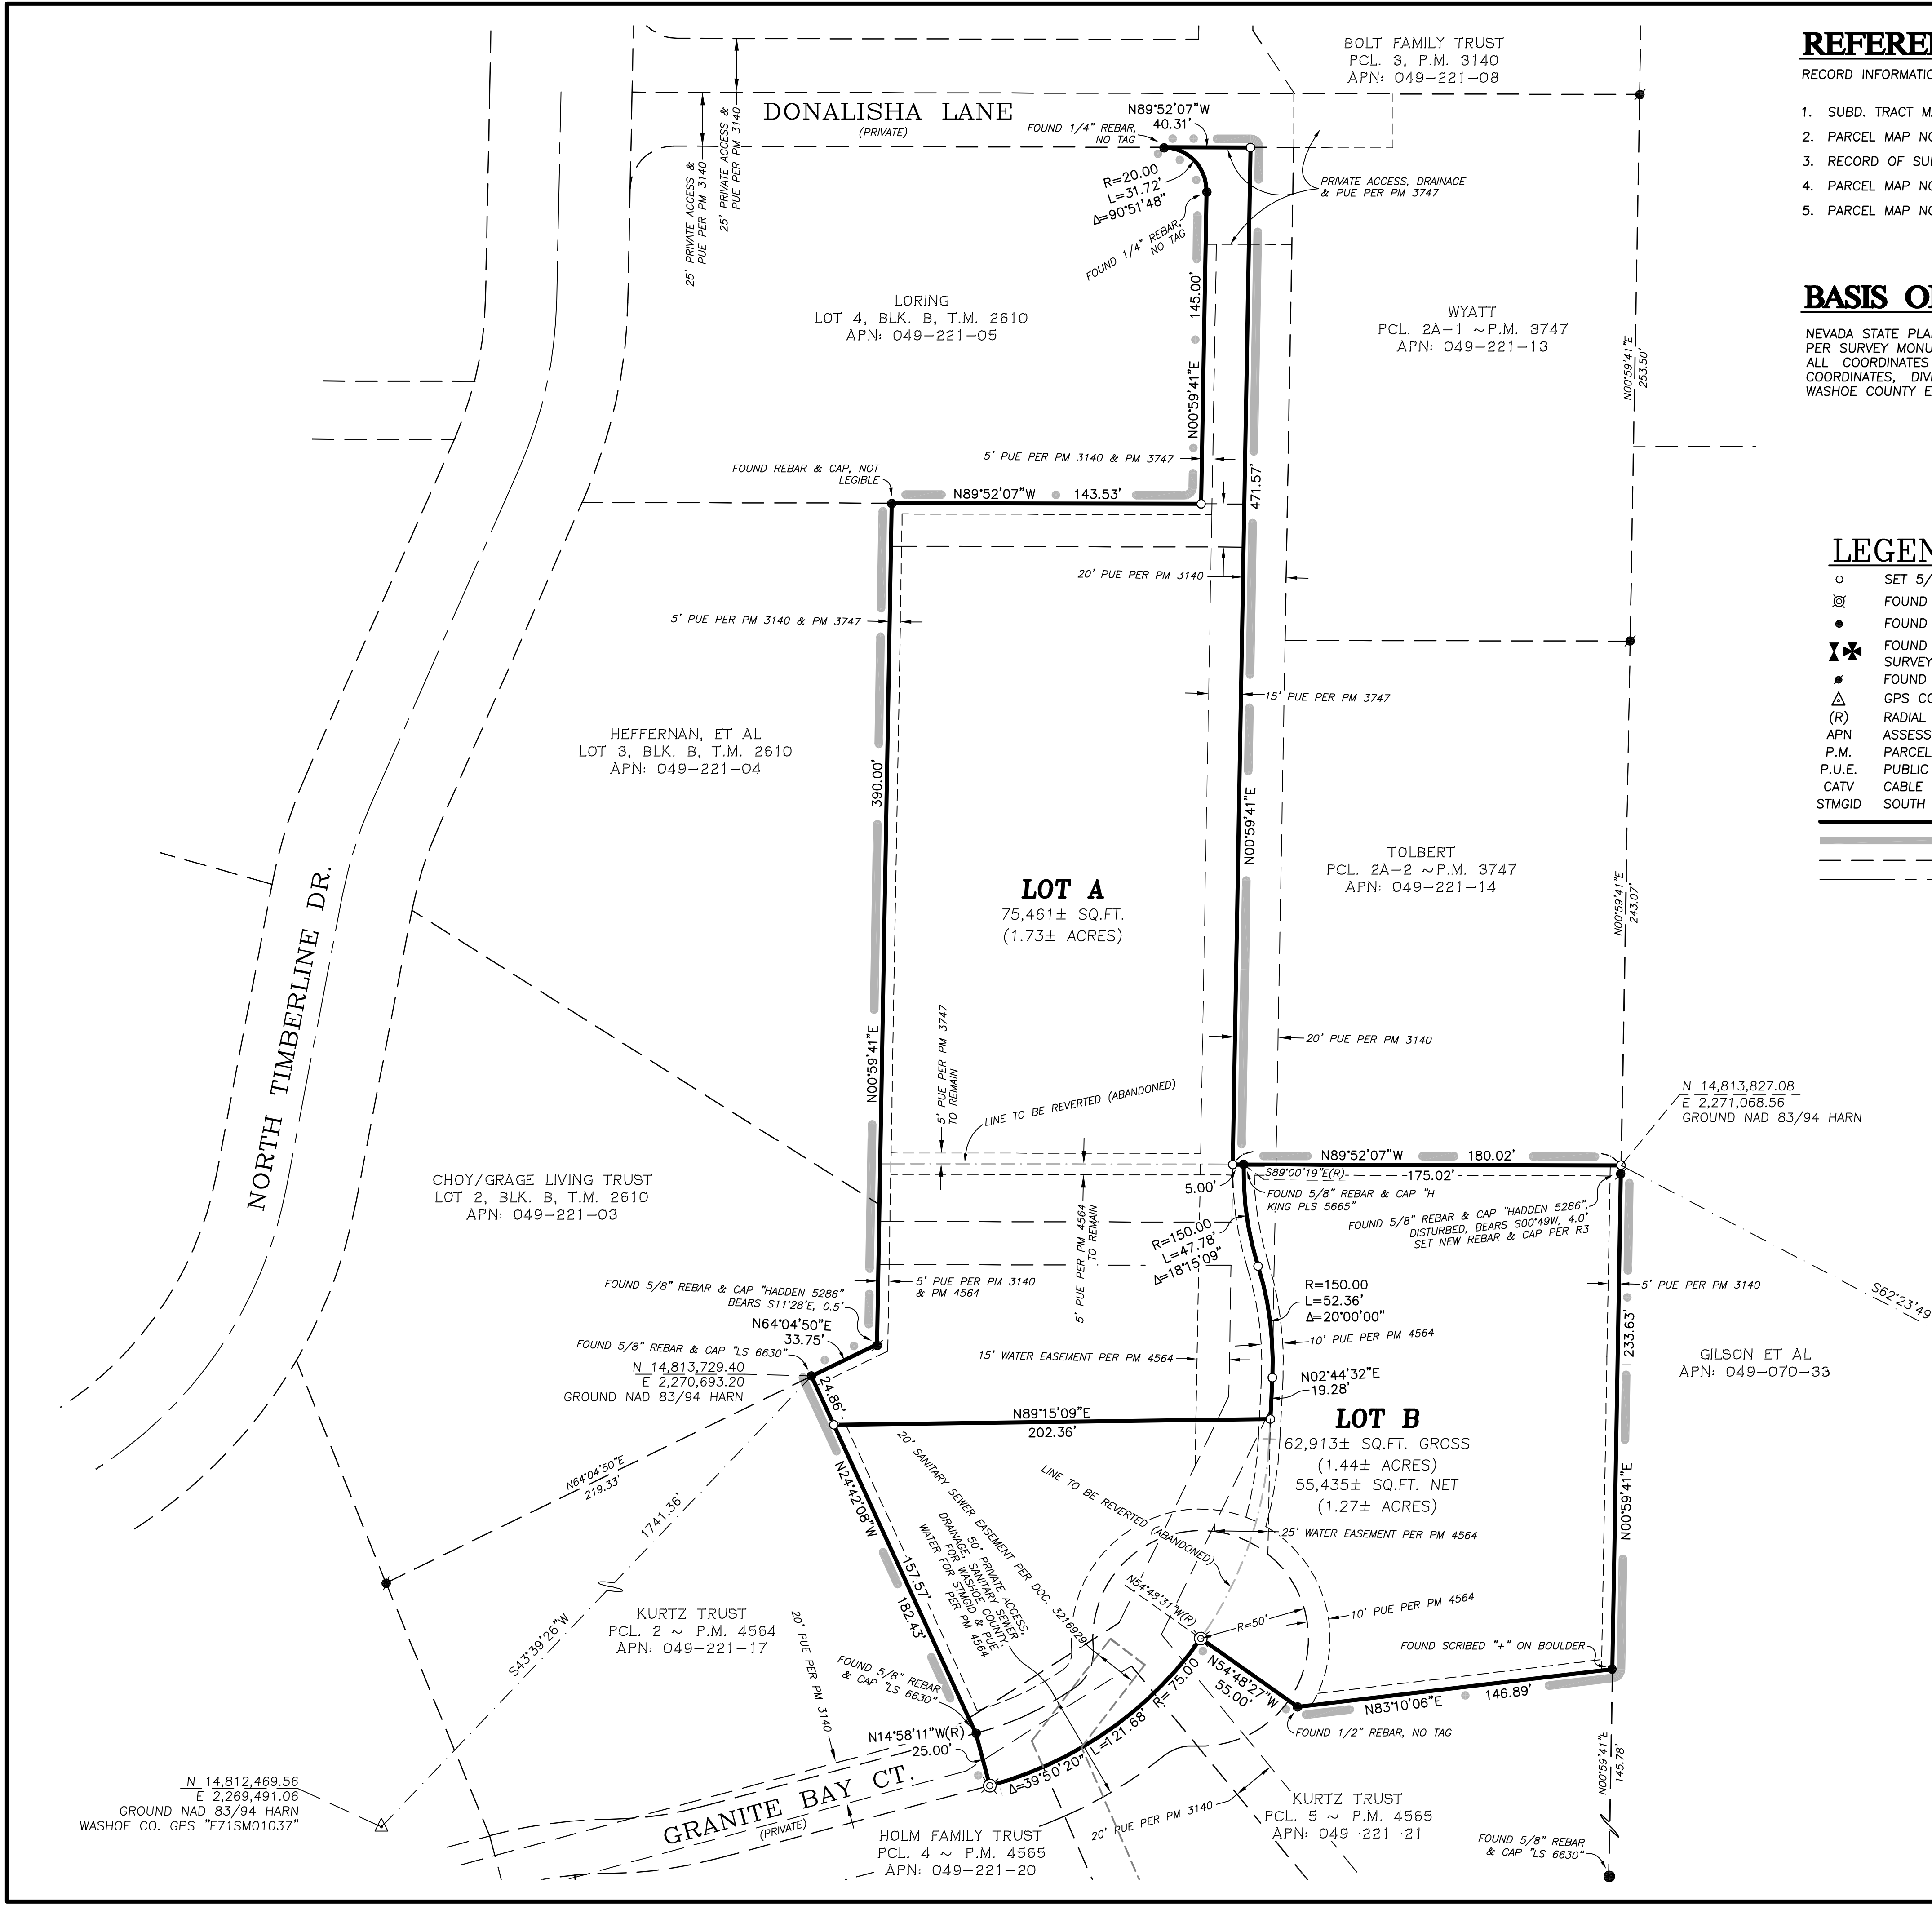 BOLT FAMILY TRUST
PCL. 3, P.M. 3140
APN: 049-221-08
DONALISHA LANE
(PRIVATE)
25' PRIVATE ACCESS &
PUE PER PM 3140
25' PRIVATE ACCESS &
PUE PER PM 3140
FOUND 1/4" REBAR,
NO TAG
N89°52'07"W
40.31'
R=20.00
L=31.72'
Δ=90°51'48"
FOUND 1/4" REBAR,
NO TAG
PRIVATE ACCESS, DRAINAGE
& PUE PER PM 3747
LORING
LOT 4, BLK. B, T.M. 2610
APN: 049-221-05
145.00'
N00°59'41"E
WYATT
PCL. 2A-1 ~P.M. 3747
APN: 049-221-13
N00°59'41"E
253.50'
5' PUE PER PM 3140 & PM 3747
FOUND REBAR & CAP, NOT
LEGIBLE
N89°52'07"W 143.53'
471.57'
20' PUE PER PM 3140
5' PUE PER PM 3140 & PM 3747
15' PUE PER PM 3747
HEFFERNAN, ET AL
LOT 3, BLK. B, T.M. 2610
APN: 049-221-04
390.00'
N00°59'41"E
N00°59'41"E
TOLBERT
PCL. 2A-2 ~P.M. 3747
APN: 049-221-14
LOT A
75,461± SQ.FT.
(1.73± ACRES)
N00°59'41"E
243.07'
NORTH TIMBERLINE DR.
5' PUE PER PM 3747
TO REMAIN
LINE TO BE REVERTED (ABANDONED)
20' PUE PER PM 3140
N 14,813,827.08
E 2,271,068.56
GROUND NAD 83/94 HARN
N89°52'07"W 180.02'
S89°00'19"E(R)
175.02'
5.00'
FOUND 5/8" REBAR & CAP "H
KING PLS 5665"
FOUND 5/8" REBAR & CAP "HADDEN 5286",
DISTURBED, BEARS S00°49W, 4.0'
SET NEW REBAR & CAP PER R3
CHOY/GRAGE LIVING TRUST
LOT 2, BLK. B, T.M. 2610
APN: 049-221-03
5' PUE PER PM 4564
TO REMAIN
R=150.00
L=47.78'
Δ=18°15'09"
FOUND 5/8" REBAR & CAP "HADDEN 5286"
BEARS S11°28'E, 0.5'
5' PUE PER PM 3140
& PM 4564
R=150.00
L=52.36'
Δ=20°00'00"
10' PUE PER PM 4564
5' PUE PER PM 3140
S62°23'49
233.63'
N00°59'41"E
N64°04'50"E
33.75'
FOUND 5/8" REBAR & CAP "LS 6630"
N 14,813,729.40
E 2,270,693.20
GROUND NAD 83/94 HARN
24.86'
15' WATER EASEMENT PER PM 4564
N02°44'32"E
19.28'
GILSON ET AL
APN: 049-070-33
N89°15'09"E
202.36'
LOT B
62,913± SQ.FT. GROSS
(1.44± ACRES)
55,435± SQ.FT. NET
(1.27± ACRES)
N64°04'50"E
219.33'
1741.36'
S43°39'26"W
N24°42'08"W
157.57'
182.43'
20' SANITARY SEWER EASEMENT PER DOC. 3216929
50' PRIVATE ACCESS,
DRAINAGE, SANITARY SEWER
FOR WASHOE COUNTY,
WATER FOR STMGID & PUE
PER PM 4564
LINE TO BE REVERTED (ABANDONED)
25' WATER EASEMENT PER PM 4564
N54°48'31"W(R)
R=50'
10' PUE PER PM 4564
FOUND SCRIBED "+" ON BOULDER
KURTZ TRUST
PCL. 2 ~ P.M. 4564
APN: 049-221-17
20' PUE PER PM 3140
FOUND 5/8" REBAR
& CAP "LS 6630"
N14°58'11"W(R)
25.00'
Δ=39°50'20" L=121.68' R= 75.00
N54°48'27"W
55.00'
N83°10'06"E 146.89'
FOUND 1/2" REBAR, NO TAG
N00°59'41"E
145.78'
N 14,812,469.56
E 2,269,491.06
GROUND NAD 83/94 HARN
WASHOE CO. GPS "F71SM01037"
GRANITE BAY CT.
(PRIVATE)
HOLM FAMILY TRUST
PCL. 4 ~ P.M. 4565
APN: 049-221-20
20' PUE PER PM 3140
KURTZ TRUST
PCL. 5 ~ P.M. 4565
APN: 049-221-21
FOUND 5/8" REBAR
& CAP "LS 6630"
REFERE
RECORD INFORMATIO
1. SUBD. TRACT M
2. PARCEL MAP NO
3. RECORD OF SU
4. PARCEL MAP NO
5. PARCEL MAP NO
BASIS O
NEVADA STATE PLA
PER SURVEY MONU
ALL COORDINATES
COORDINATES, DIV
WASHOE COUNTY E
LEGEN
SET 5/
FOUND
FOUND
FOUND
SURVEY
FOUND
GPS CO
(R) RADIAL
APN ASSESS
P.M. PARCEL
P.U.E. PUBLIC
CATV CABLE
STMGID SOUTH